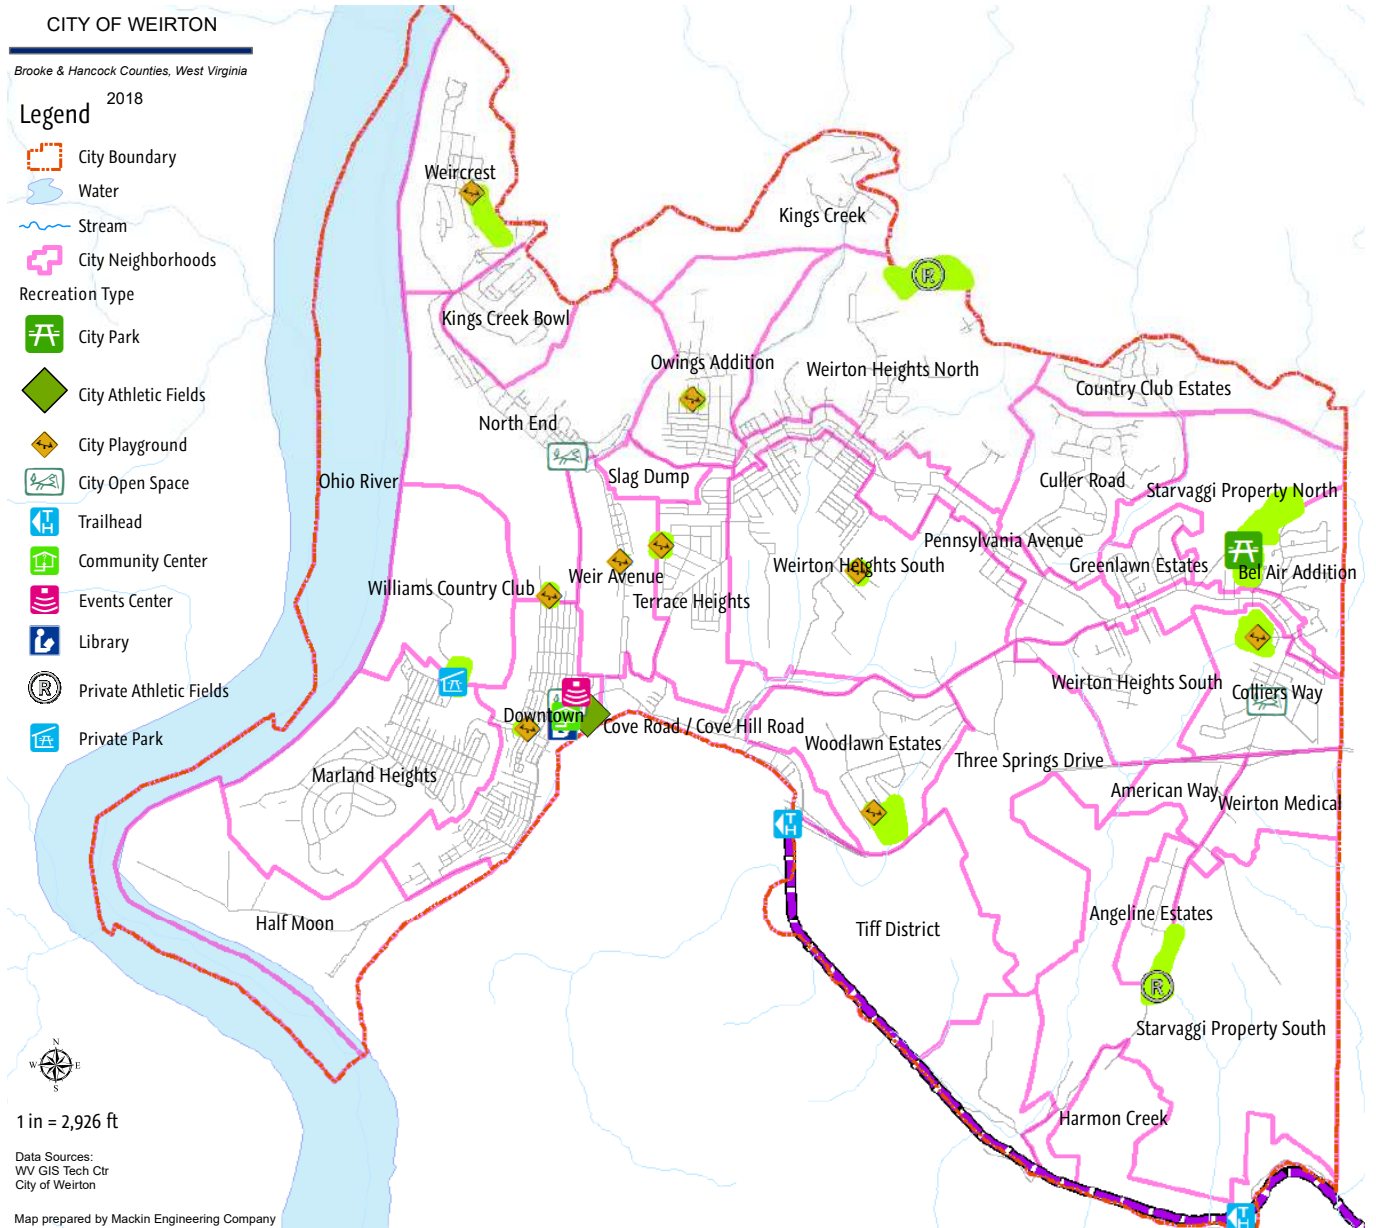 CITY OF WEIRTON
Brooke & Hancock Counties, West Virginia
2018
Legend
City Boundary
Water
Stream
City Neighborhoods
Recreation Type
City Park
City Athletic Fields
City Playground
City Open Space
Trailhead
Community Center
Events Center
Library
Private Athletic Fields
Private Park
Weircrest
Kings Creek
Kings Creek Bowl
Owings Addition
Weirton Heights North
Country Club Estates
North End
Ohio River
Slag Dump
Culler Road
Starvaggi Property North
Pennsylvania Avenue
Weir Avenue
Weirton Heights South
Greenlawn Estates
Bel Air Addition
Williams Country Club
Terrace Heights
Weirton Heights South
Colliers Way
Downtown
Cove Road / Cove Hill Road
Woodlawn Estates
Three Springs Drive
Marland Heights
American Way
Weirton Medical
Half Moon
Tiff District
Angeline Estates
Starvaggi Property South
Harmon Creek
R
R
R
T
H
T
H
T
H
N
W
E
S
1 in = 2,926 ft
Data Sources:
WV GIS Tech Ctr
City of Weirton
Map prepared by Mackin Engineering Company